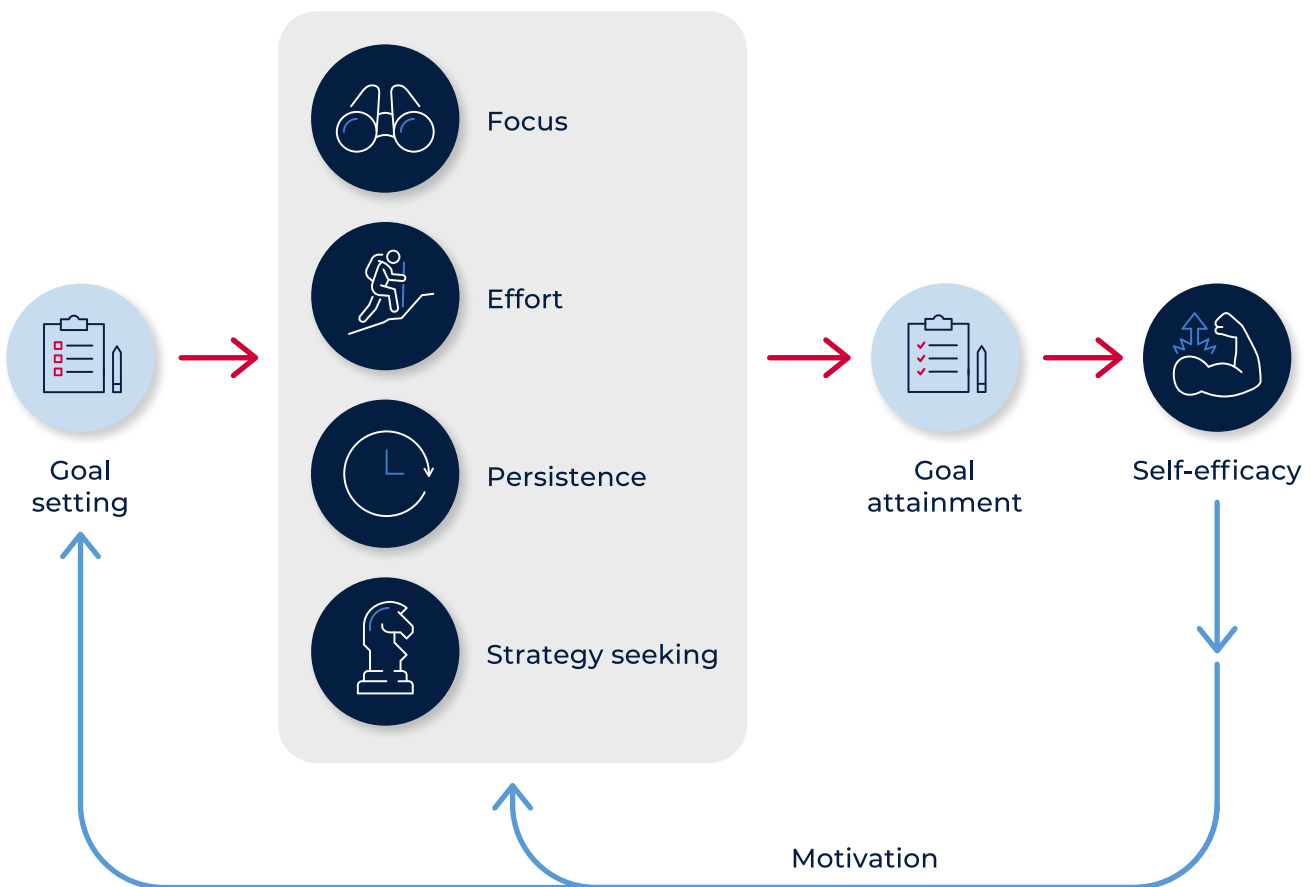 Focus
Effort
Persistence
Strategy seeking
Goal
setting
Goal
attainment
Self-efficacy
Motivation